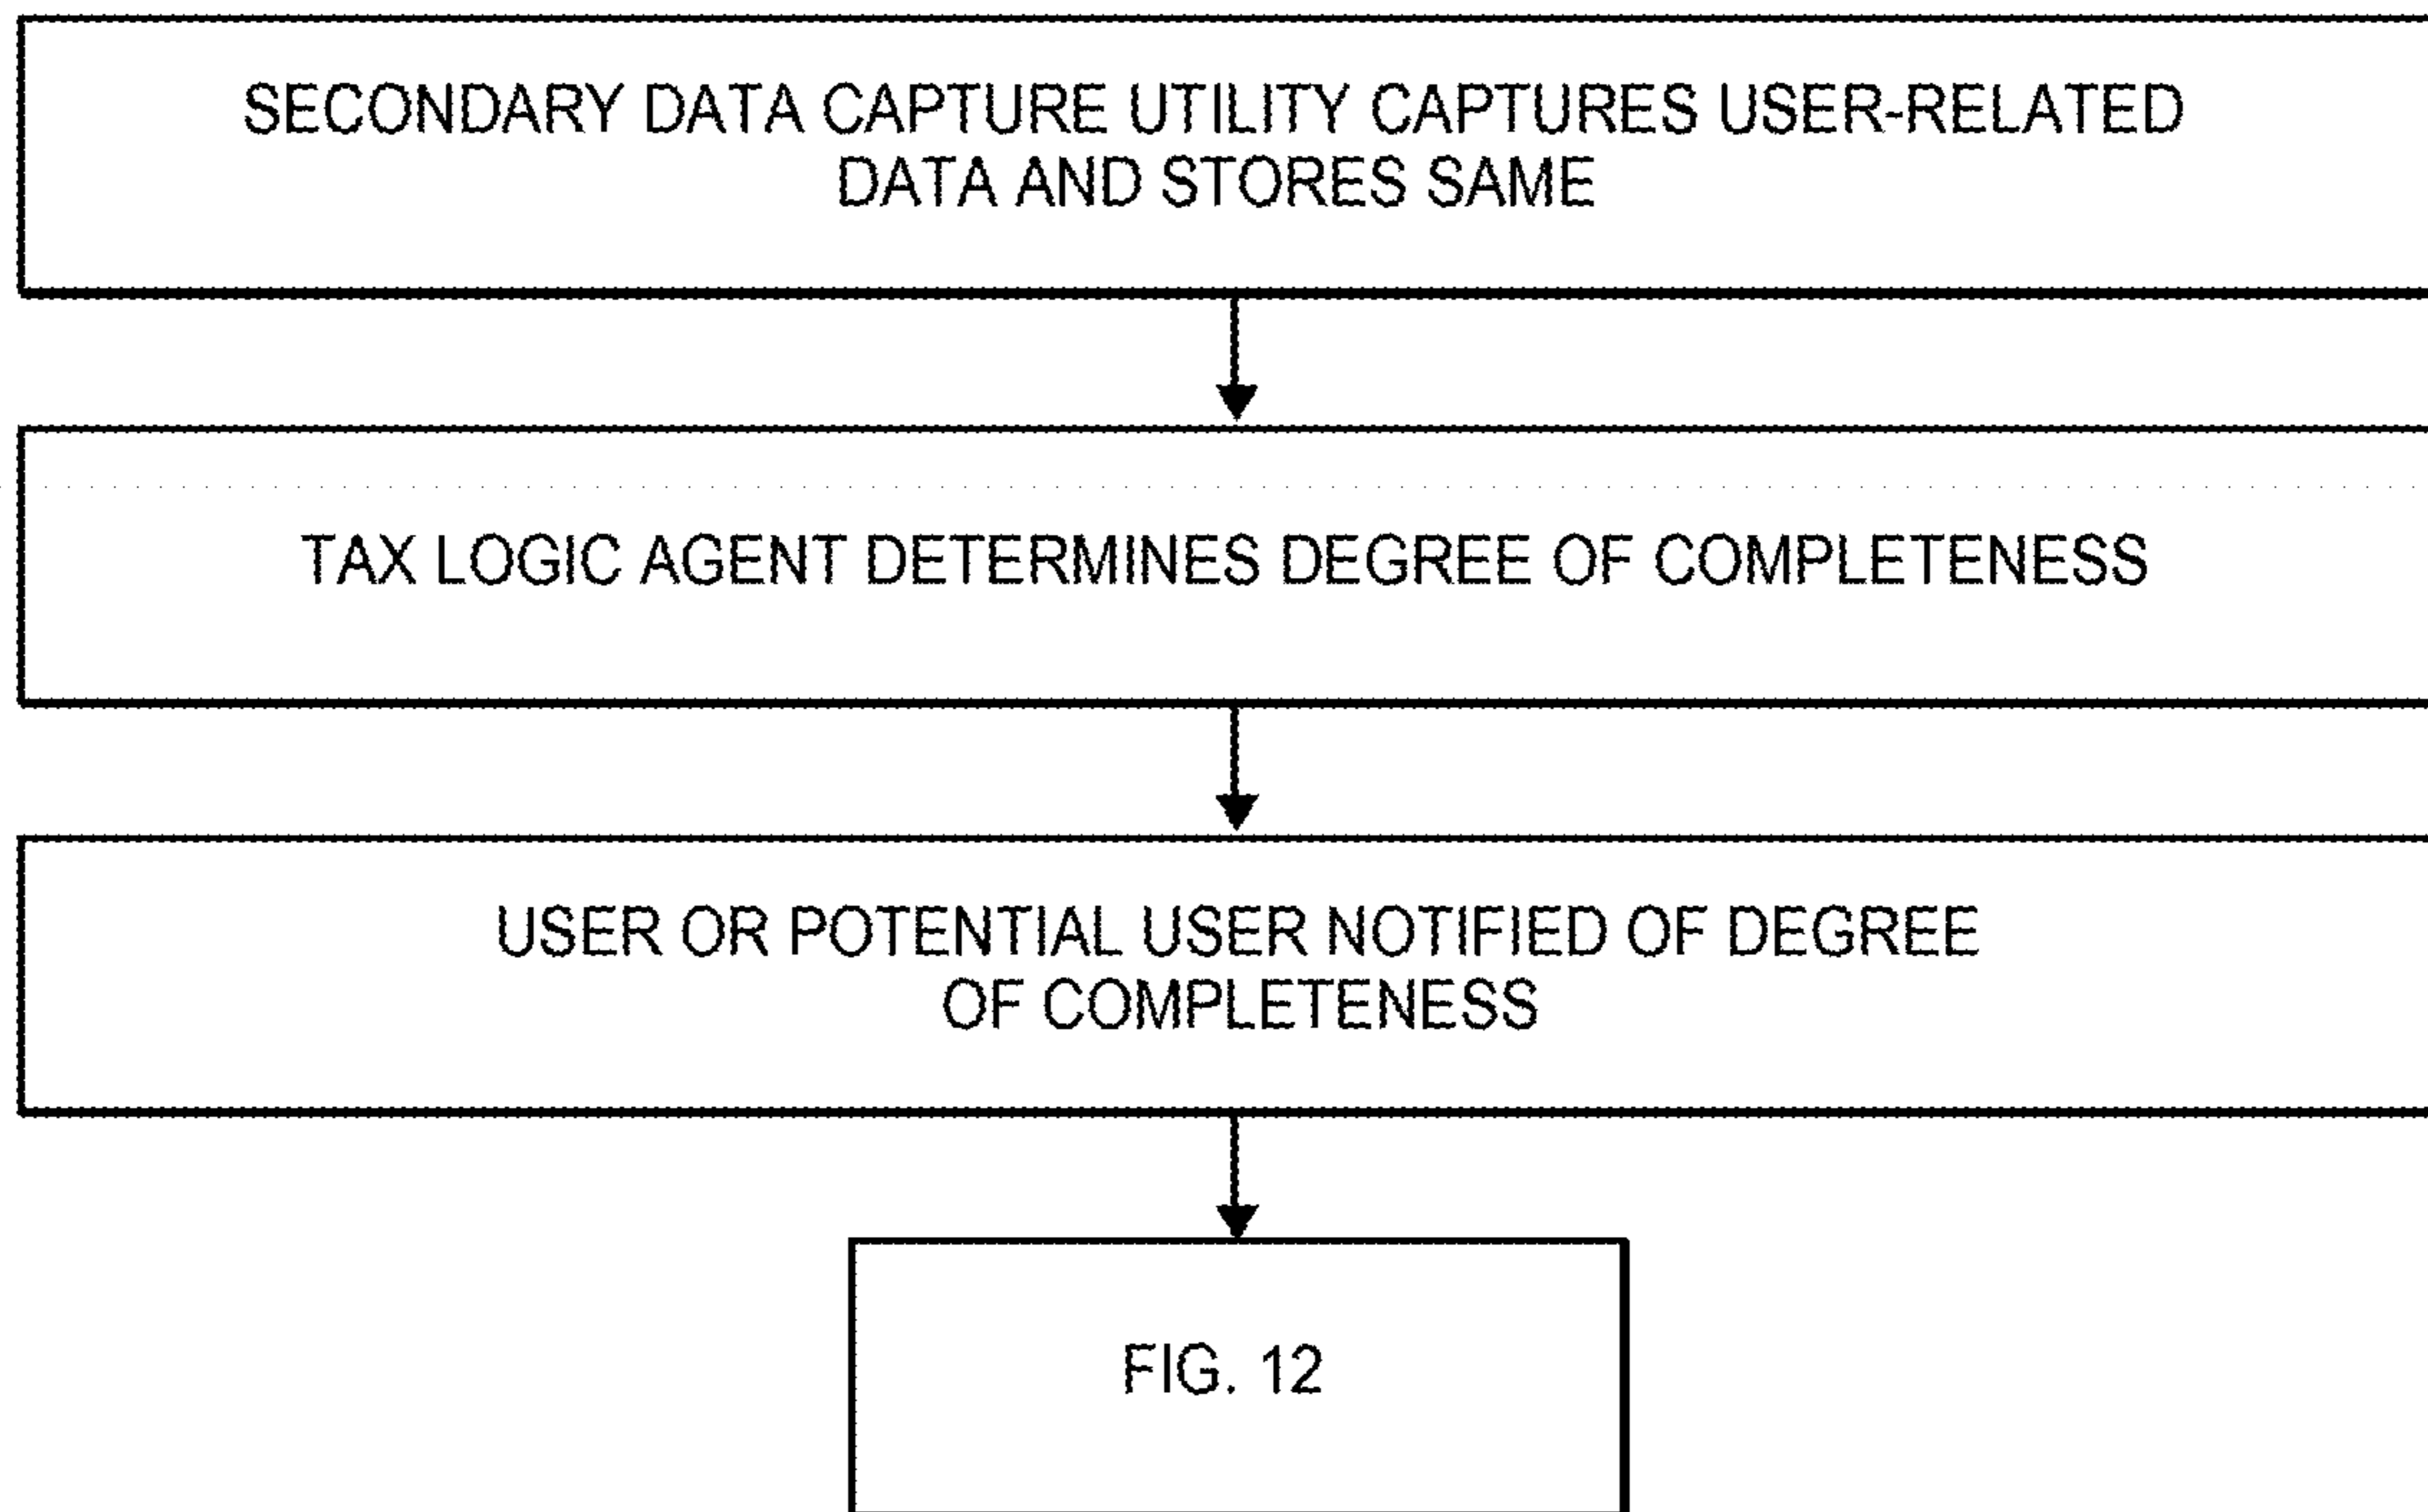 SECONDARY DATA CAPTURE UTILITY CAPTURES USER-RELATED
DATA AND STORES SAME
TAX LOGIC AGENT DETERMINES DEGREE OF COMPLETENESS
USER OR POTENTIAL USER NOTIFIED OF DEGREE
OF COMPLETENESS
FIG. 12